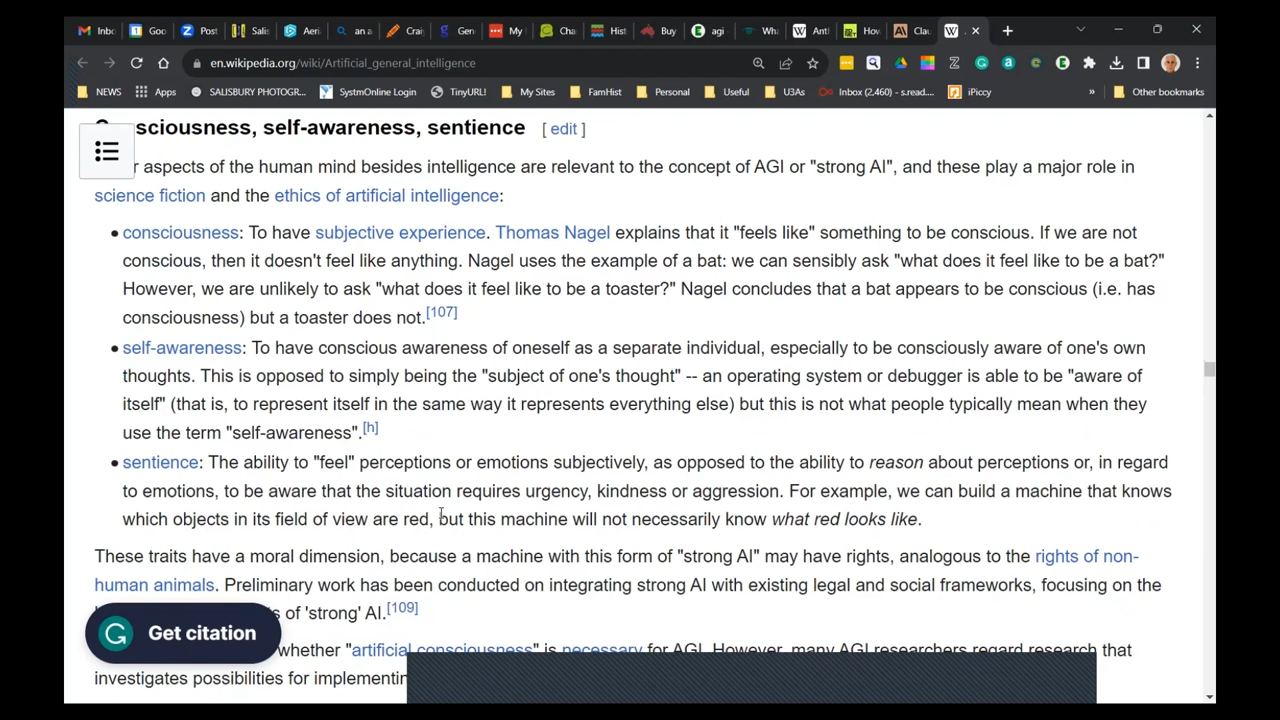 Inbo
Goo
Post
Salis
Aeri
an a
Crai
Gen
My
Cha
Hist
Buy
agi
Wha
Anti
How
Clau
en.wikipedia.org/wiki/Artificial_general_intelligence
NEWS
Apps
SALISBURY PHOTOGR...
SystmOnline Login
TinyURL!
My Sites
FamHist
Personal
Useful
U3As
Inbox (2,460) - s.read....
iPiccy
»
Other bookmarks
sciousness, self-awareness, sentience [ edit ]
r aspects of the human mind besides intelligence are relevant to the concept of AGI or "strong AI", and these play a major role in
science fiction and the ethics of artificial intelligence:
• consciousness: To have subjective experience. Thomas Nagel explains that it "feels like" something to be conscious. If we are not
conscious, then it doesn't feel like anything. Nagel uses the example of a bat: we can sensibly ask "what does it feel like to be a bat?"
However, we are unlikely to ask "what does it feel like to be a toaster?" Nagel concludes that a bat appears to be conscious (i.e. has
consciousness) but a toaster does not.[107]
• self-awareness: To have conscious awareness of oneself as a separate individual, especially to be consciously aware of one's own
thoughts. This is opposed to simply being the "subject of one's thought" -- an operating system or debugger is able to be "aware of
itself" (that is, to represent itself in the same way it represents everything else) but this is not what people typically mean when they
use the term "self-awareness".[h]
• sentience: The ability to "feel" perceptions or emotions subjectively, as opposed to the ability to reason about perceptions or, in regard
to emotions, to be aware that the situation requires urgency, kindness or aggression. For example, we can build a machine that knows
which objects in its field of view are red, but this machine will not necessarily know what red looks like.
These traits have a moral dimension, because a machine with this form of "strong AI" may have rights, analogous to the rights of non-
human animals. Preliminary work has been conducted on integrating strong AI with existing legal and social frameworks, focusing on the
s of 'strong' AI.[109]
Get citation
whether "artificial consciousness" is necessary for AGI. However, many AGI researchers regard research that
investigates possibilities for implementin